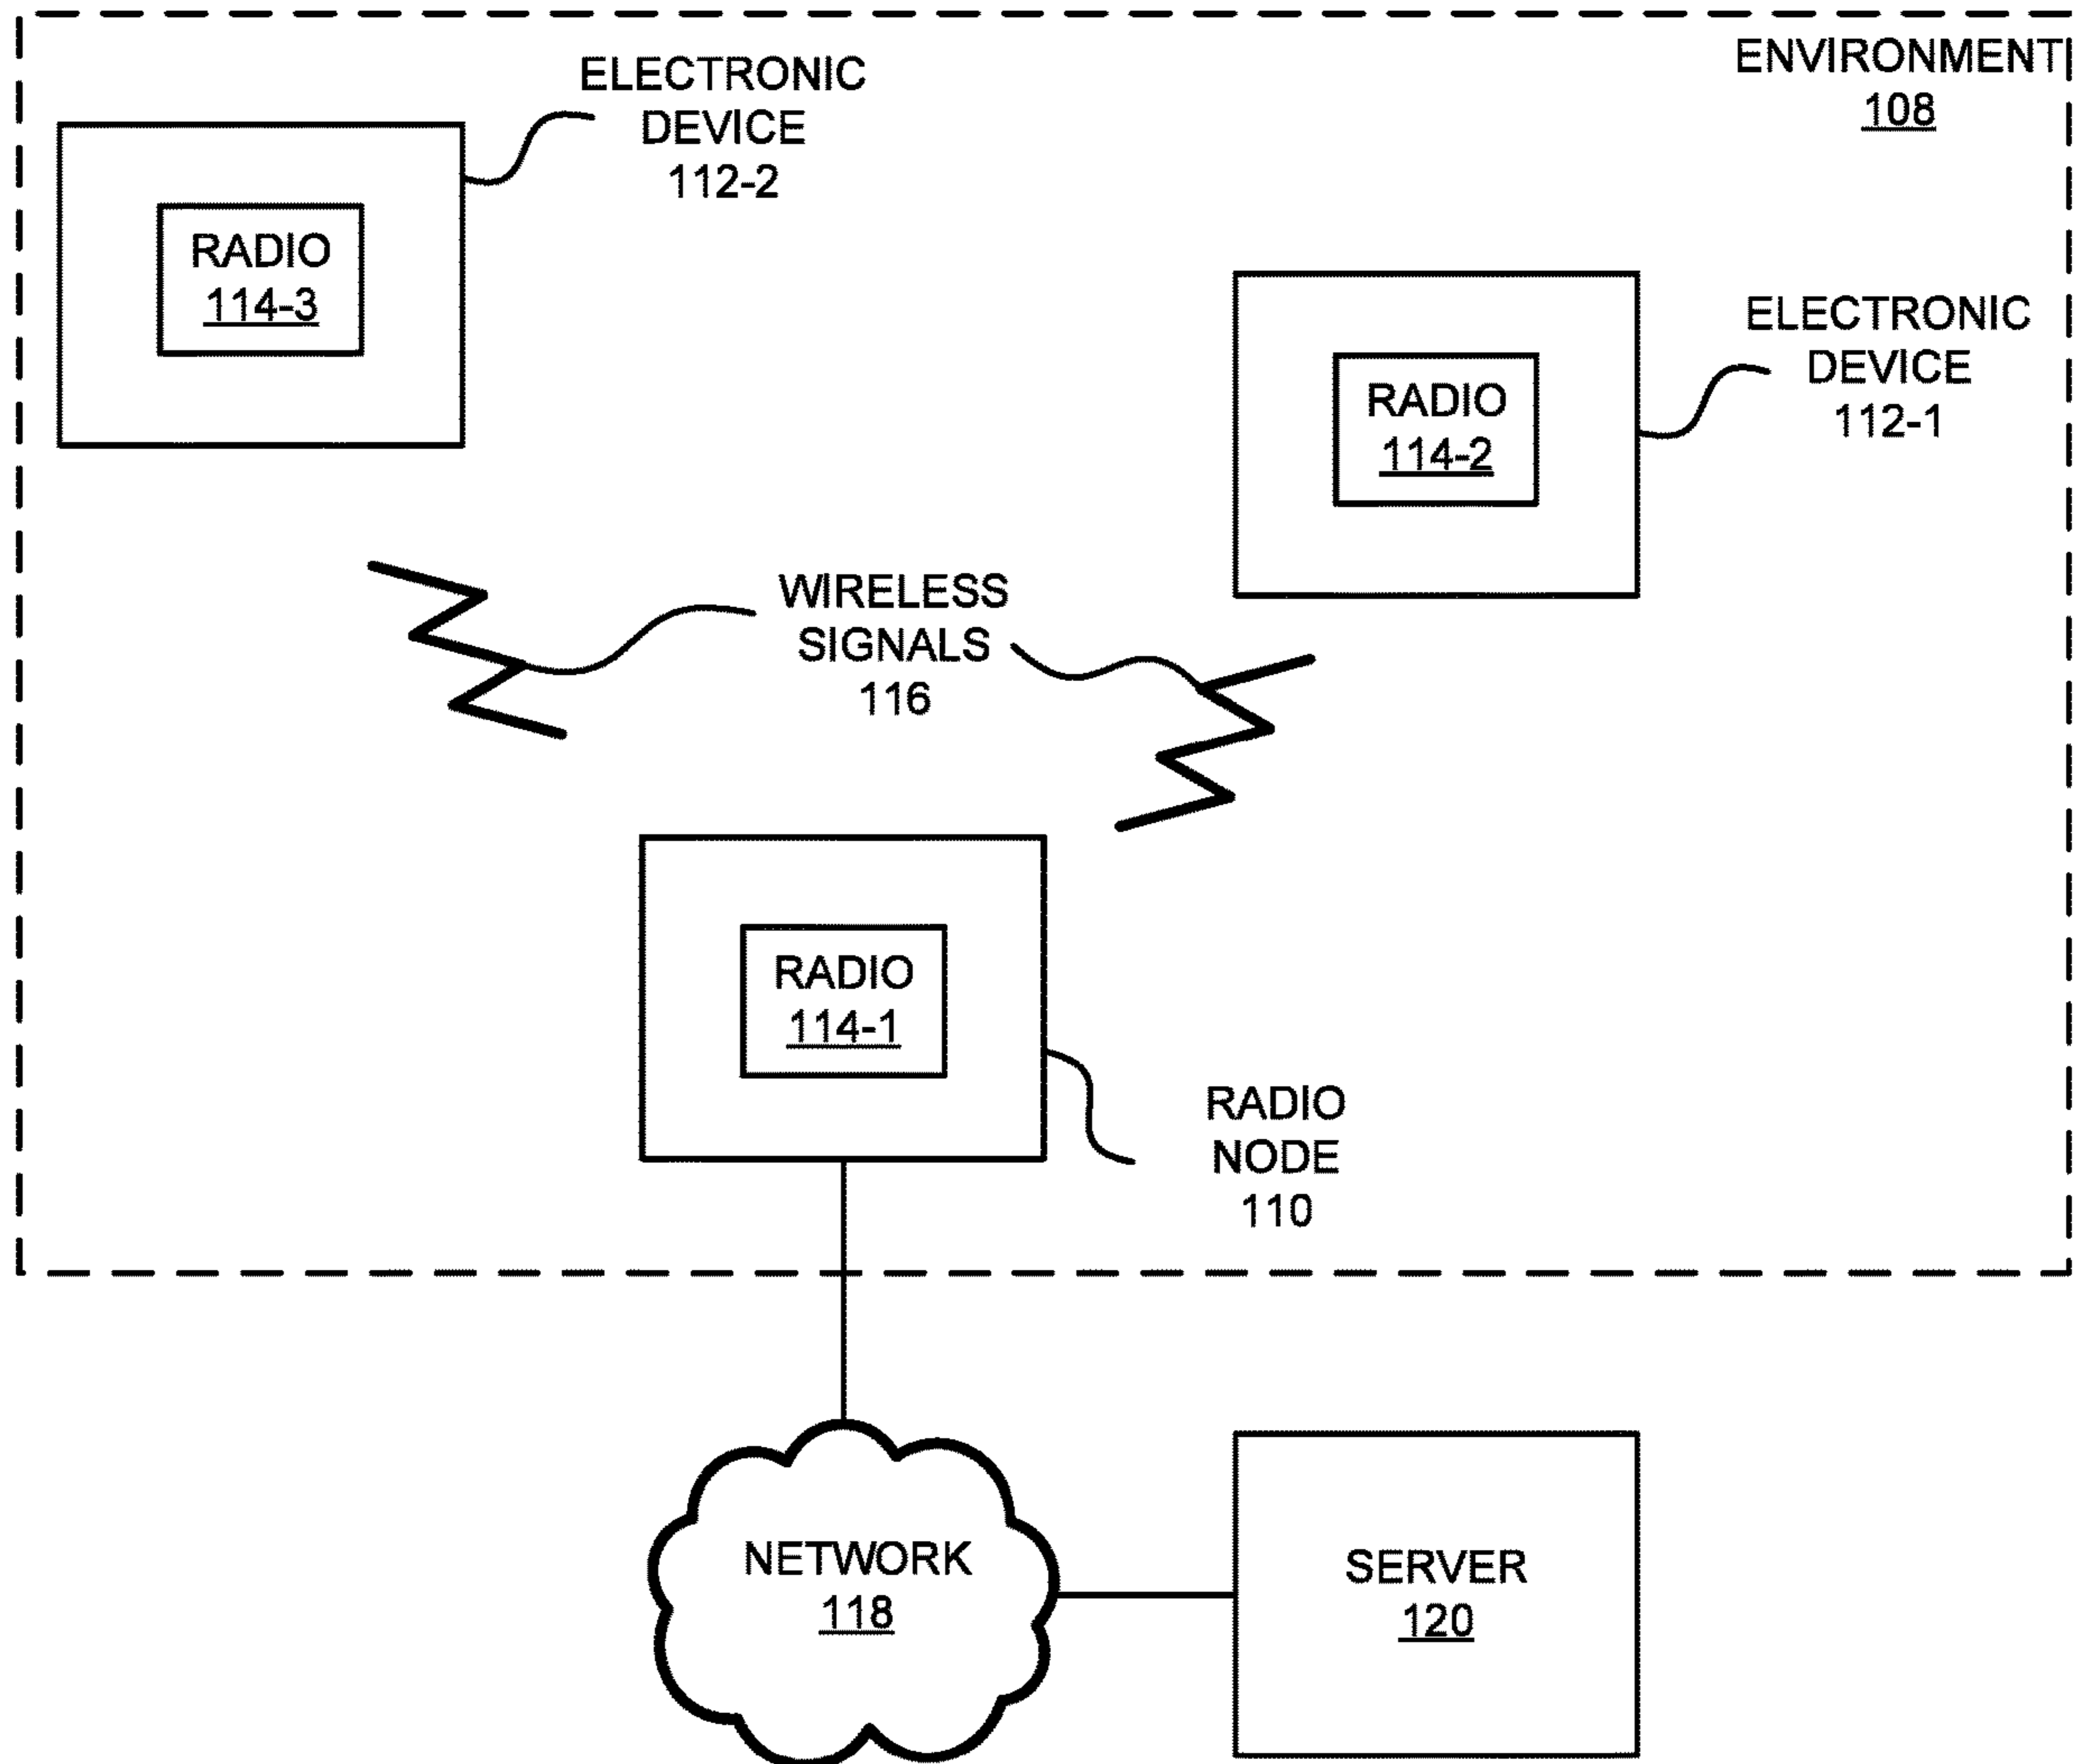 ENVIRONMENT
108
ELECTRONIC
DEVICE
112-2
RADIO
114-3
ELECTRONIC
DEVICE
112-1
RADIO
114-2
WIRELESS
SIGNALS
116
RADIO
114-1
RADIO
NODE
110
NETWORK
118
SERVER
120